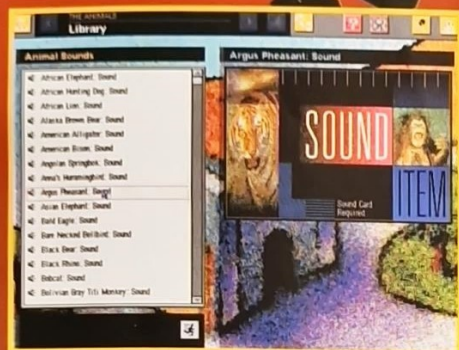 THE ANIMALS
Library
Animal Sounds
African Elephant: Sound
African Hunting Dog: Sound
African Lion: Sound
Alaska Brown Bear: Sound
American Alligator: Sound
American Bison: Sound
Angolan Springbok: Sound
Anna's Hummingbird: Sound
Argus Pheasant: Sound
Asian Elephant: Sound
Bald Eagle: Sound
Bare Necked Bellbird: Sound
Black Bear: Sound
Black Rhino: Sound
Bobcat: Sound
Bolivian Gray Titi Monkey: Sound
Argus Pheasant: Sound
SOUND
ITEM
Sound Card
Required